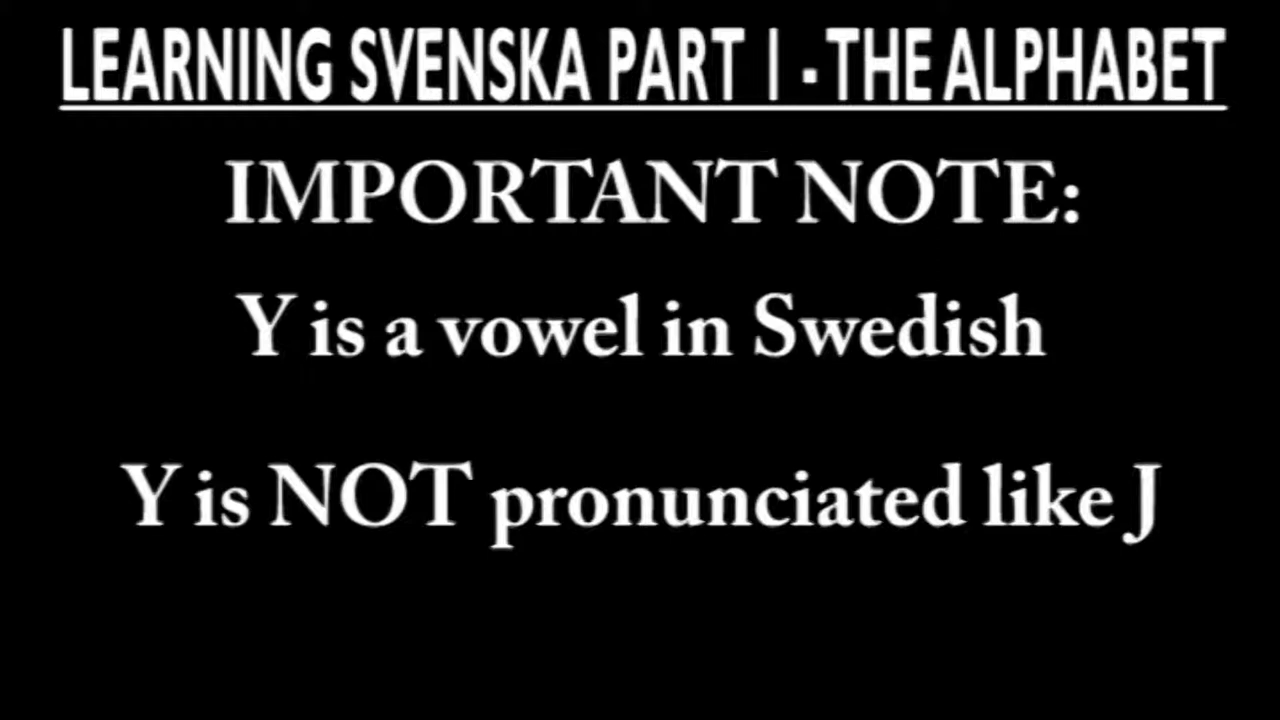 LEARNING SVENSKA PART I - THE ALPHABET
IMPORTANT NOTE:
Y is a vowel in Swedish
Y is NOT pronunciated like J